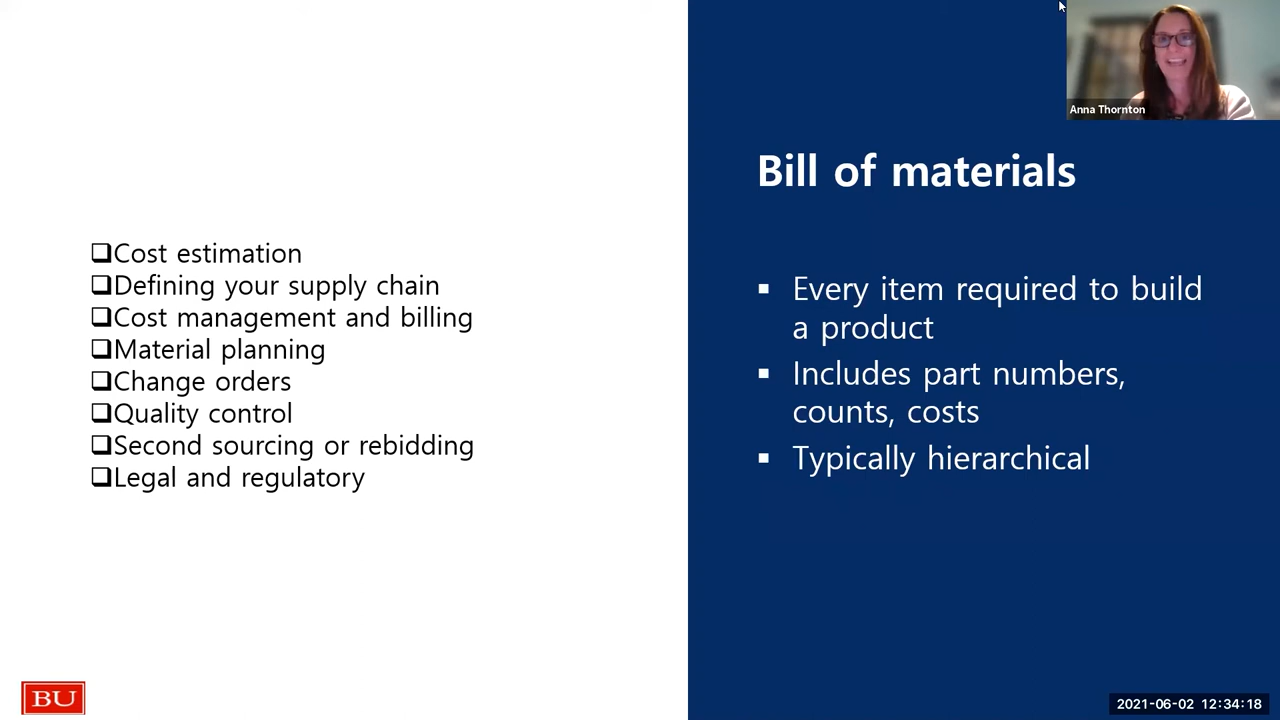 Cost estimation
Defining your supply chain
Cost management and billing
Material planning
Change orders
Quality control
Second sourcing or rebidding
Legal and regulatory
BU
Anna Thornton
Bill of materials
Every item required to build
a product
Includes part numbers,
counts, costs
Typically hierarchical
2021-06-02 12:34:18